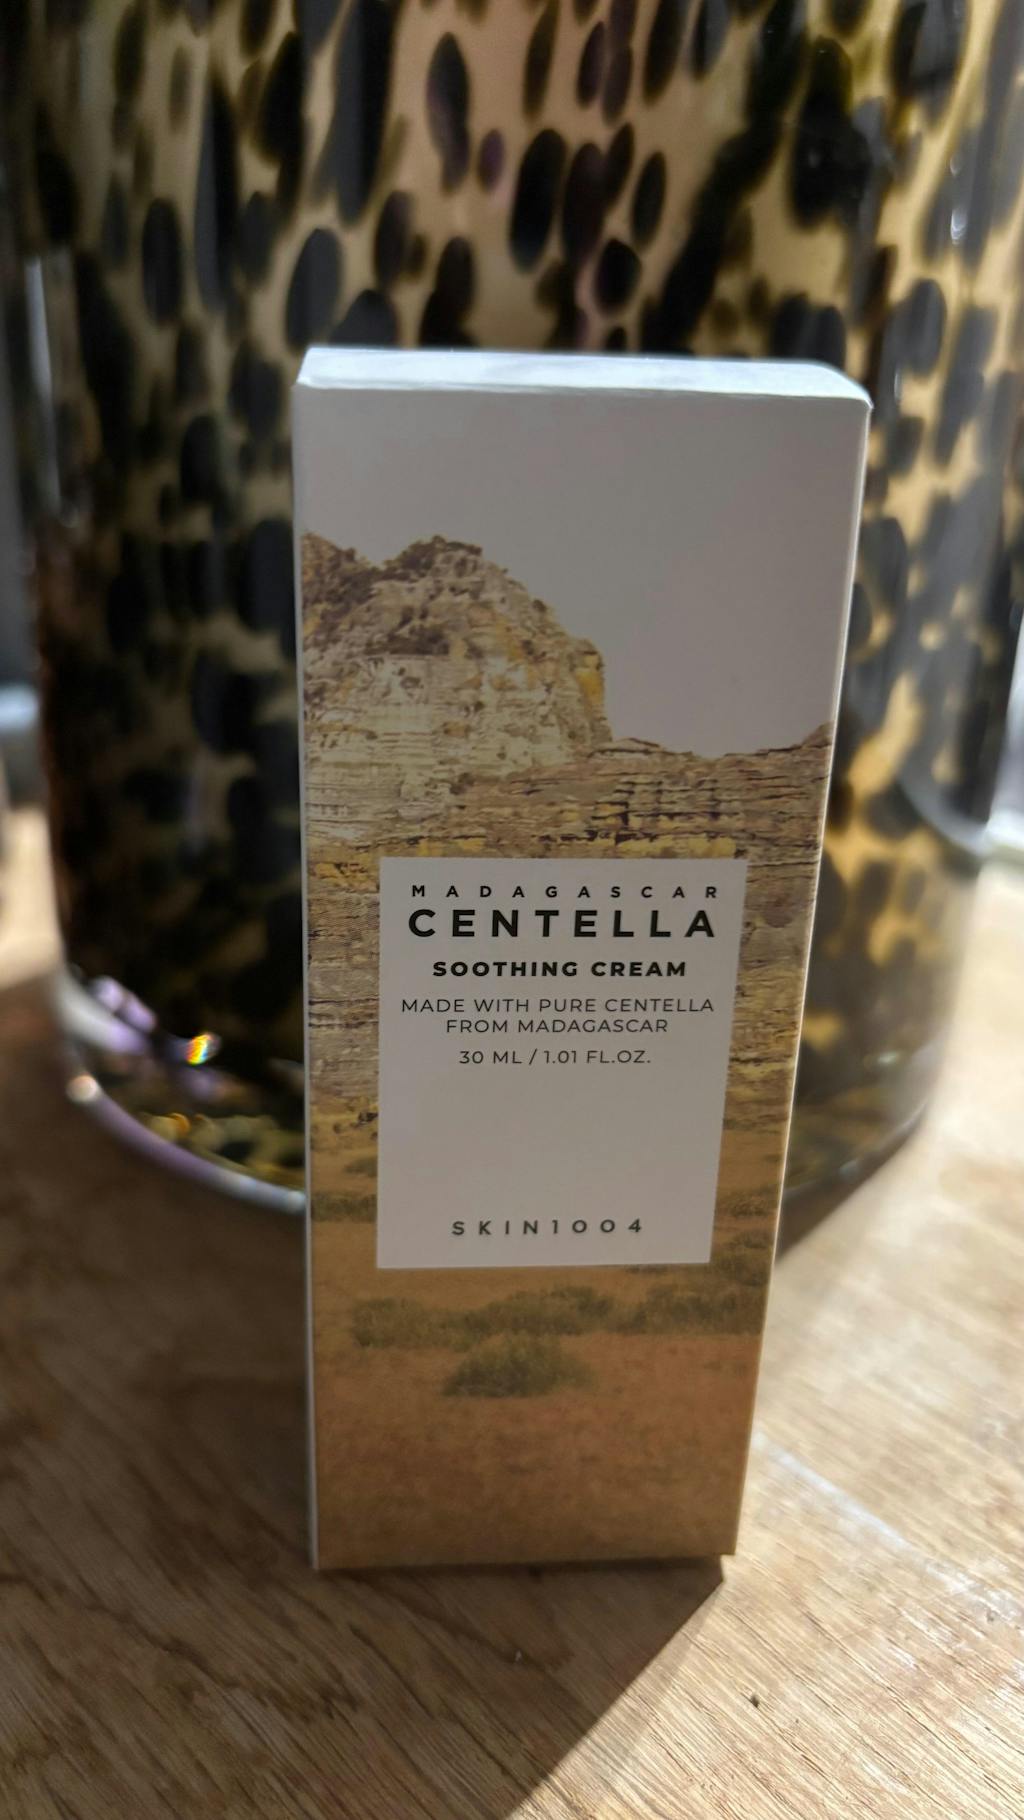 MADAGASCAR
CENTELLA
SOOTHING CREAM
MADE WITH PURE CENTELLA
FROM MADAGASCAR
30 ML / 1.01 FL.OZ.
SKIN1004